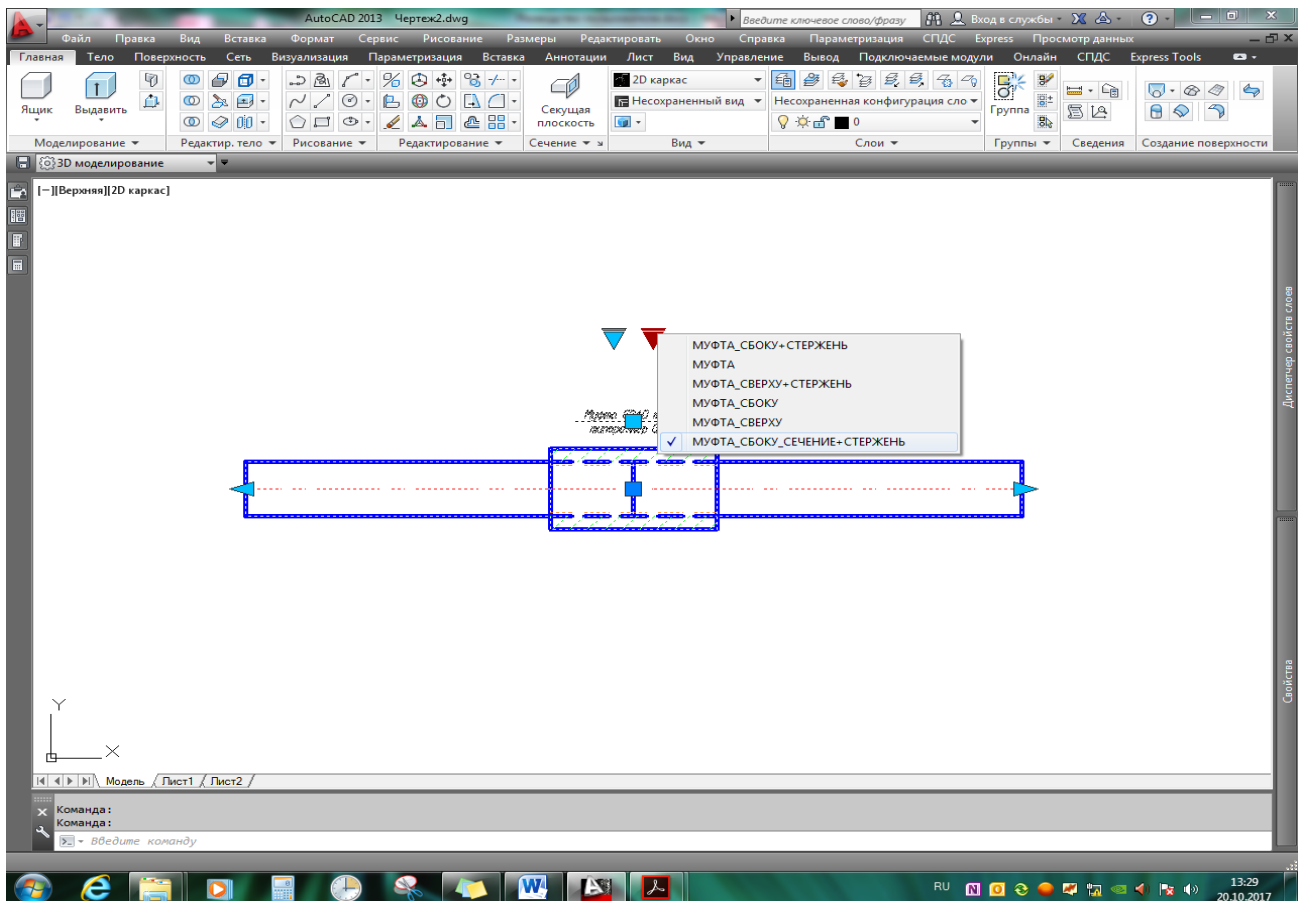 AutoCAD 2013 Чертеж2.dwg
Введите ключевое слово/фразу
Вход в службы
Файл Правка Вид Вставка Формат Сервис Рисование Размеры Редактировать Окно Справка Параметризация СПДС Express Просмотр данных
Главная Тело Поверхность Сеть Визуализация Параметризация Вставка Аннотации Лист Вид Управление Вывод Подключаемые модули Онлайн СПДС Express Tools
Ящик
Выдавить
Секущая
плоскость
2D каркас
Несохраненный вид
Несохраненная конфигурация сло
0
Группа
Моделирование Редактир. тело Рисование Редактирование Сечение Вид Слои Группы Сведения Создание поверхности
3D моделирование
[−][Верхняя][2D каркас]
МУФТА_СБОКУ+СТЕРЖЕНЬ
МУФТА
МУФТА_СВЕРХУ+СТЕРЖЕНЬ
МУФТА_СБОКУ
МУФТА_СВЕРХУ
МУФТА_СБОКУ_СЕЧЕНИЕ+СТЕРЖЕНЬ
Диспетчер свойств слоев
Свойства
Y
X
Модель Лист1 Лист2
Команда:
Команда:
Введите команду
RU
13:29
20.10.2017